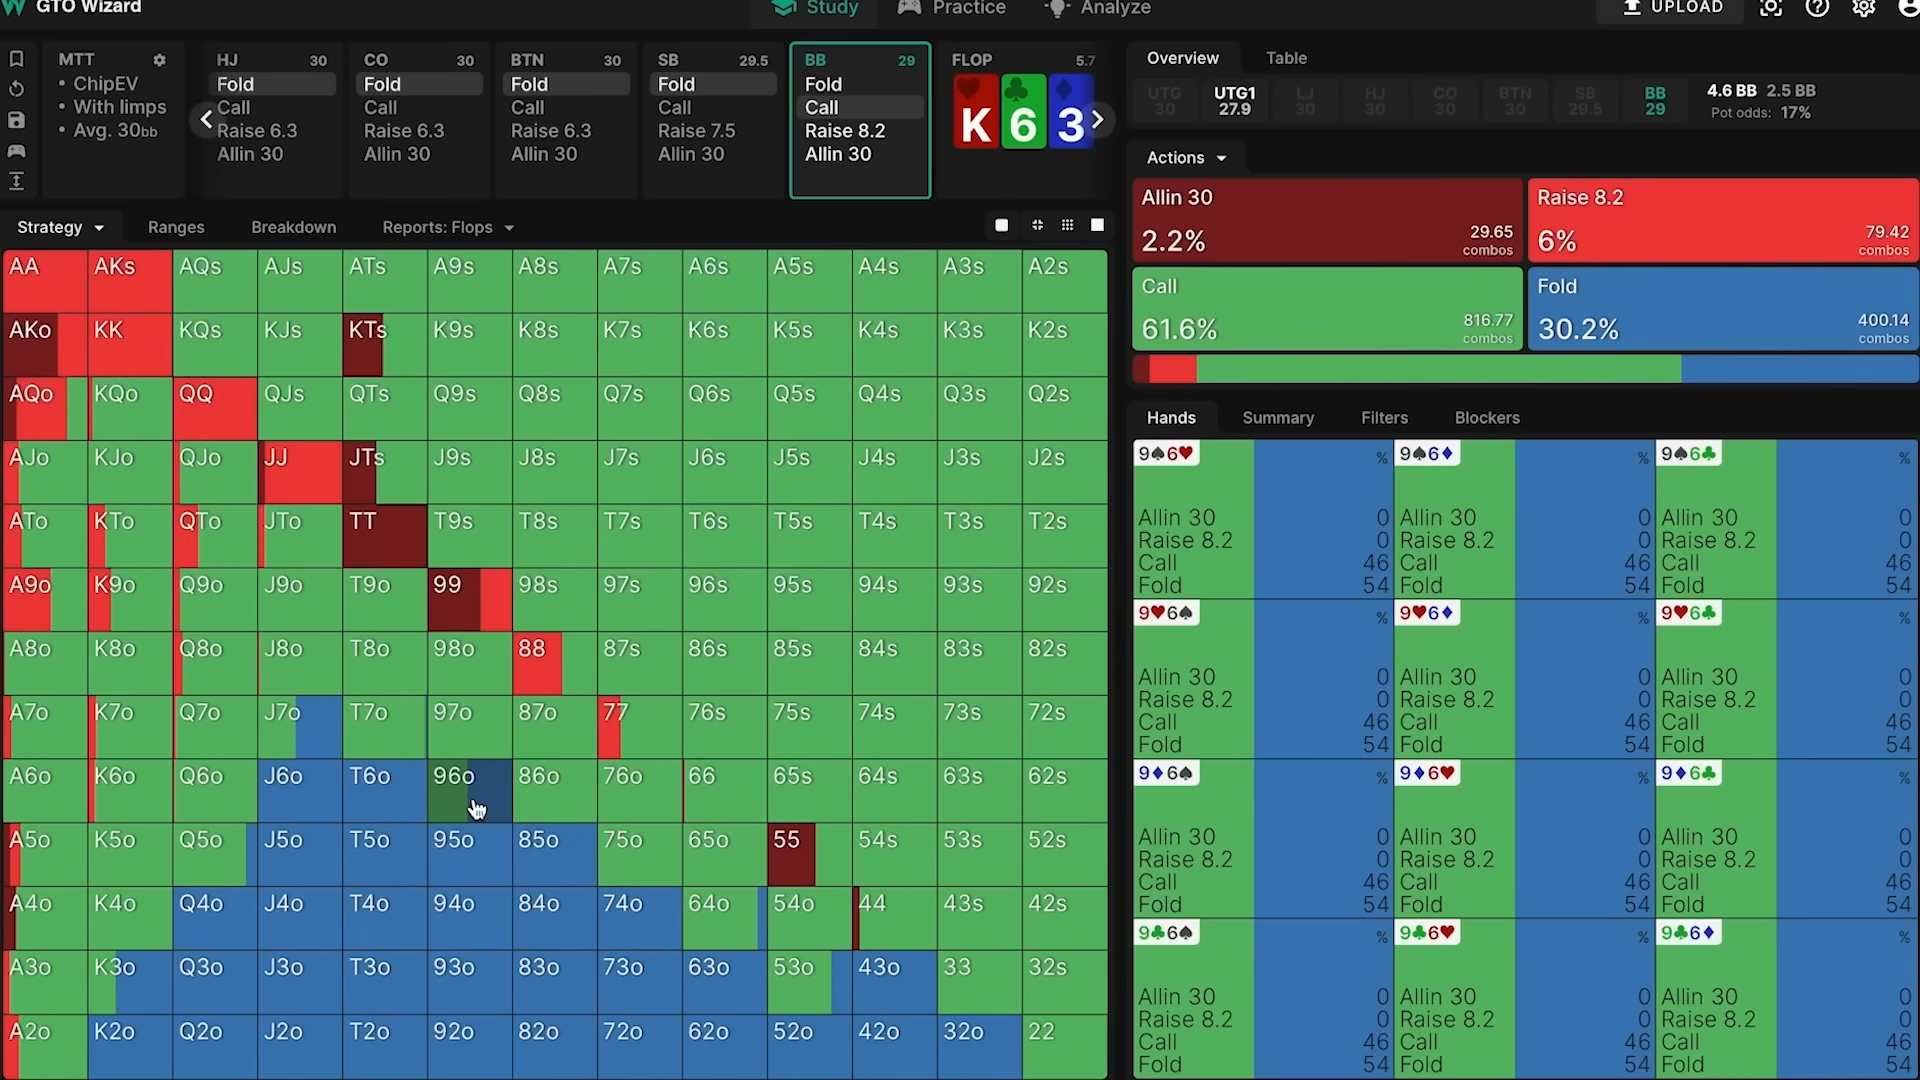 GTO Wizard
Study
Practice
Analyze
UPLOAD
MTT
• ChipEV
• With limps
• Avg. 30bb
HJ 30
Fold
Call
Raise 6.3
Allin 30
CO 30
Fold
Call
Raise 6.3
Allin 30
BTN 30
Fold
Call
Raise 6.3
Allin 30
SB 29.5
Fold
Call
Raise 7.5
Allin 30
BB 29
Fold
Call
Raise 8.2
Allin 30
FLOP 5.7
K 6 3
Overview Table
UTG 30
UTG1 27.9
LJ 30
HJ 30
CO 30
BTN 30
SB 29.5
BB 29
4.6 BB 2.5 BB
Pot odds: 17%
Strategy Ranges Breakdown Reports: Flops
AA AKs AQs AJs ATs A9s A8s A7s A6s A5s A4s A3s A2s
AKo KK KQs KJs KTs K9s K8s K7s K6s K5s K4s K3s K2s
AQo KQo QQ QJs QTs Q9s Q8s Q7s Q6s Q5s Q4s Q3s Q2s
AJo KJo QJo JJ JTs J9s J8s J7s J6s J5s J4s J3s J2s
ATo KTo QTo JTo TT T9s T8s T7s T6s T5s T4s T3s T2s
A9o K9o Q9o J9o T9o 99 98s 97s 96s 95s 94s 93s 92s
A8o K8o Q8o J8o T8o 98o 88 87s 86s 85s 84s 83s 82s
A7o K7o Q7o J7o T7o 97o 87o 77 76s 75s 74s 73s 72s
A6o K6o Q6o J6o T6o 96o 86o 76o 66 65s 64s 63s 62s
A5o K5o Q5o J5o T5o 95o 85o 75o 65o 55 54s 53s 52s
A4o K4o Q4o J4o T4o 94o 84o 74o 64o 54o 44 43s 42s
A3o K3o Q3o J3o T3o 93o 83o 73o 63o 53o 43o 33 32s
A2o K2o Q2o J2o T2o 92o 82o 72o 62o 52o 42o 32o 22
Actions
Allin 30
2.2% 29.65 combos
Raise 8.2
6% 79.42 combos
Call
61.6% 816.77 combos
Fold
30.2% 400.14 combos
Hands Summary Filters Blockers
9♠6♥ % 9♠6♦ % 9♠6♣ %
Allin 30 0 Allin 30 0 Allin 30 0
Raise 8.2 0 Raise 8.2 0 Raise 8.2 0
Call 46 Call 46 Call 46
Fold 54 Fold 54 Fold 54
9♥6♠ % 9♥6♦ % 9♥6♣ %
Allin 30 0 Allin 30 0 Allin 30 0
Raise 8.2 0 Raise 8.2 0 Raise 8.2 0
Call 46 Call 46 Call 46
Fold 54 Fold 54 Fold 54
9♦6♠ % 9♦6♥ % 9♦6♣ %
Allin 30 0 Allin 30 0 Allin 30 0
Raise 8.2 0 Raise 8.2 0 Raise 8.2 0
Call 46 Call 46 Call 46
Fold 54 Fold 54 Fold 54
9♣6♠ % 9♣6♥ % 9♣6♦ %
Allin 30 0 Allin 30 0 Allin 30 0
Raise 8.2 0 Raise 8.2 0 Raise 8.2 0
Call 46 Call 46 Call 46
Fold 54 Fold 54 Fold 54